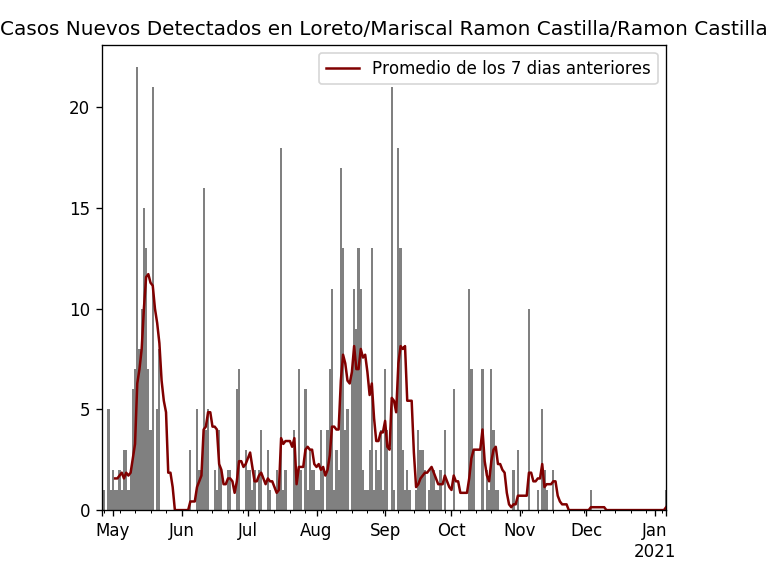 Casos Nuevos Detectados en Loreto/Mariscal Ramon Castilla/Ramon Castilla
Promedio de los 7 dias anteriores
20
15
10
5
0
May Jun Jul Aug Sep Oct Nov Dec Jan
2021